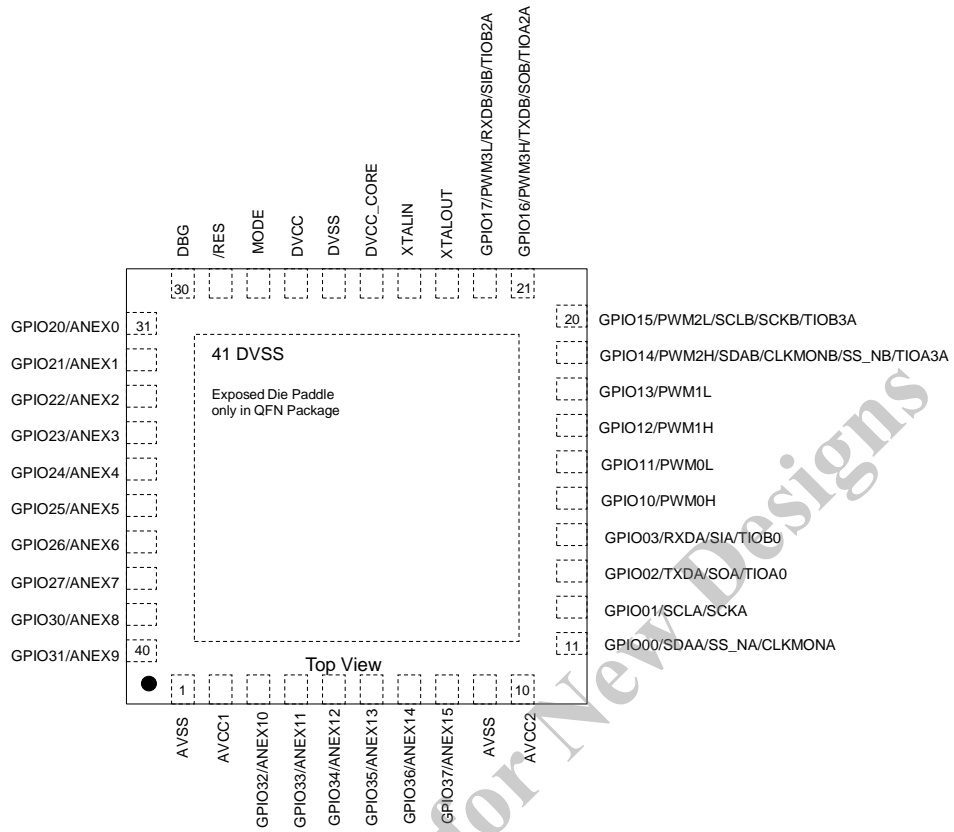 GPIO17/PWM3L/RXDB/SIB/TIOB2A
GPIO16/PWM3H/TXDB/SOB/TIOA2A
DBG
/RES
MODE
DVCC
DVSS
DVCC_CORE
XTALIN
XTALOUT
30
21
GPIO20/ANEX0
31
GPIO21/ANEX1
GPIO22/ANEX2
GPIO23/ANEX3
GPIO24/ANEX4
GPIO25/ANEX5
GPIO26/ANEX6
GPIO27/ANEX7
GPIO30/ANEX8
GPIO31/ANEX9
40
41 DVSS
Exposed Die Paddle
only in QFN Package
Top View
20
GPIO15/PWM2L/SCLB/SCKB/TIOB3A
GPIO14/PWM2H/SDAB/CLKMONB/SS_NB/TIOA3A
GPIO13/PWM1L
GPIO12/PWM1H
GPIO11/PWM0L
GPIO10/PWM0H
GPIO03/RXDA/SIA/TIOB0
GPIO02/TXDA/SOA/TIOA0
GPIO01/SCLA/SCKA
11
GPIO00/SDAA/SS_NA/CLKMONA
1
10
AVSS
AVCC1
GPIO32/ANEX10
GPIO33/ANEX11
GPIO34/ANEX12
GPIO35/ANEX13
GPIO36/ANEX14
GPIO37/ANEX15
AVSS
AVCC2
for New Designs